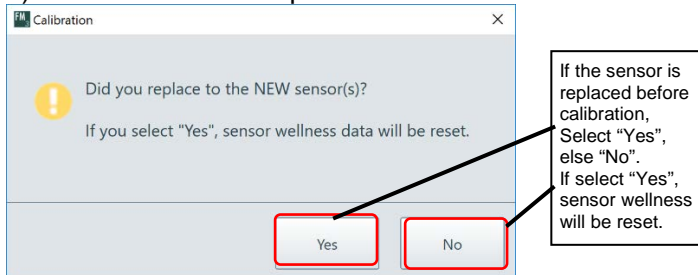 Calibration
Did you replace to the NEW sensor(s)?
If you select "Yes", sensor wellness data will be reset.
Yes
No
If the sensor is
replaced before
calibration,
Select “Yes”,
else “No”.
If select “Yes”,
sensor wellness
will be reset.